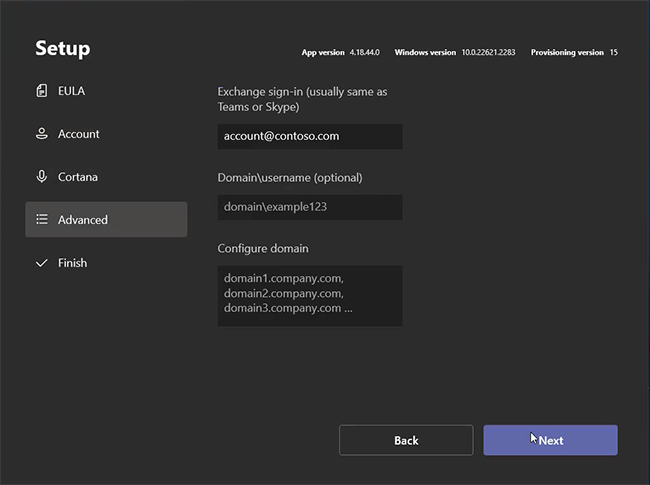 Setup
App version 4.18.44.0 Windows version 10.0.22621.2283 Provisioning version 15
EULA
Account
Cortana
Advanced
Finish
Exchange sign-in (usually same as
Teams or Skype)
account@contoso.com
Domain\username (optional)
domain\example123
Configure domain
domain1.company.com,
domain2.company.com,
domain3.company.com ...
Back
Next